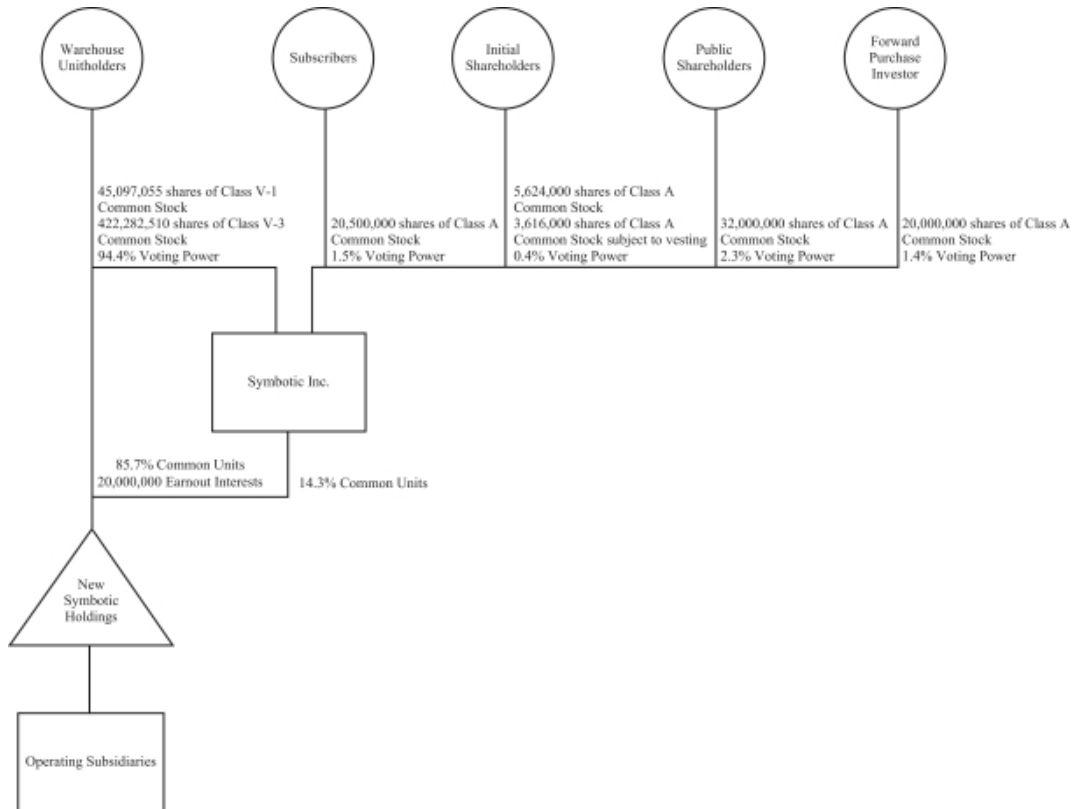 Warehouse
Unitholders
Subscribers
Initial
Shareholders
Public
Shareholders
Forward
Purchase
Investor
45,097,055 shares of Class V-1
Common Stock
422,282,510 shares of Class V-3
Common Stock
94.4% Voting Power
20,500,000 shares of Class A
Common Stock
1.5% Voting Power
5,624,000 shares of Class A
Common Stock
3,616,000 shares of Class A
Common Stock subject to vesting
0.4% Voting Power
32,000,000 shares of Class A
Common Stock
2.3% Voting Power
20,000,000 shares of Class A
Common Stock
1.4% Voting Power
Symbotic Inc.
85.7% Common Units
20,000,000 Earnout Interests
14.3% Common Units
New
Symbotic
Holdings
Operating Subsidiaries